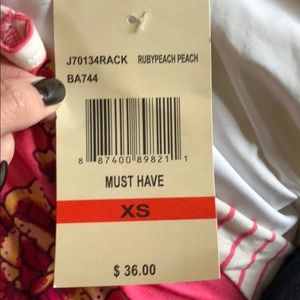 J70134RACK RUBYPEACH PEACH
BA744
8 87400 89821 1
MUST HAVE
XS
$ 36.00